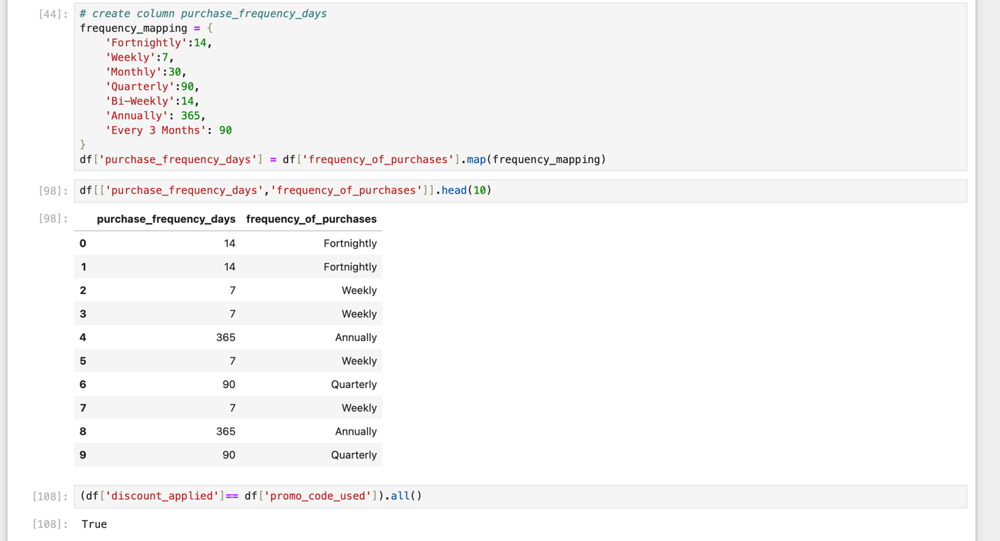 [44]: # create column purchase_frequency_days
frequency_mapping = {
    'Fortnightly':14,
    'Weekly':7,
    'Monthly':30,
    'Quarterly':90,
    'Bi-Weekly':14,
    'Annually': 365,
    'Every 3 Months': 90
}
df['purchase_frequency_days'] = df['frequency_of_purchases'].map(frequency_mapping)
[98]: df[['purchase_frequency_days','frequency_of_purchases']].head(10)
[98]: purchase_frequency_days frequency_of_purchases
0 14 Fortnightly
1 14 Fortnightly
2 7 Weekly
3 7 Weekly
4 365 Annually
5 7 Weekly
6 90 Quarterly
7 7 Weekly
8 365 Annually
9 90 Quarterly
[108]: (df['discount_applied']== df['promo_code_used']).all()
[108]: True